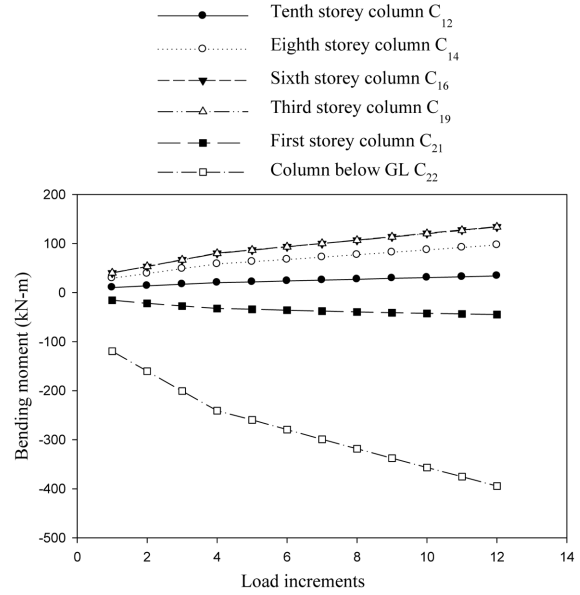 Tenth storey column C12
Eighth storey column C14
Sixth storey column C16
Third storey column C19
First storey column C21
Column below GL C22
200
100
0
-100
-200
-300
-400
-500
Bending moment (kN-m)
0 2 4 6 8 10 12 14
Load increments